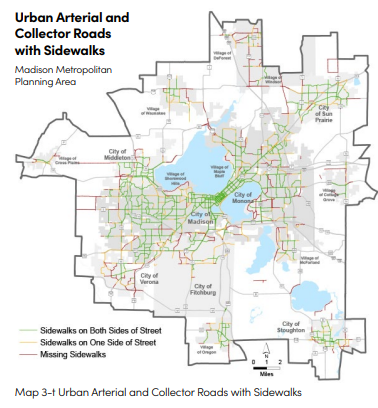 Urban Arterial and
Collector Roads
with Sidewalks
Madison Metropolitan
Planning Area
Village of
DeForest
Village of
Windsor
Village
of Waunakee
City
of Sun
Prairie
City of
Middleton
Village of
Cross Plains
Village of
Shorewood
Hills
Village of
Maple
Bluff
City of
Monona
Village
of Cottage
Grove
City of
Madison
Village of
McFarland
City of
Verona
City of
Fitchburg
City of
Stoughton
Village
of Oregon
Sidewalks on Both Sides of Street
Sidewalks on One Side of Street
Missing Sidewalks
N
0 1 2
Miles
Map 3-t Urban Arterial and Collector Roads with Sidewalks